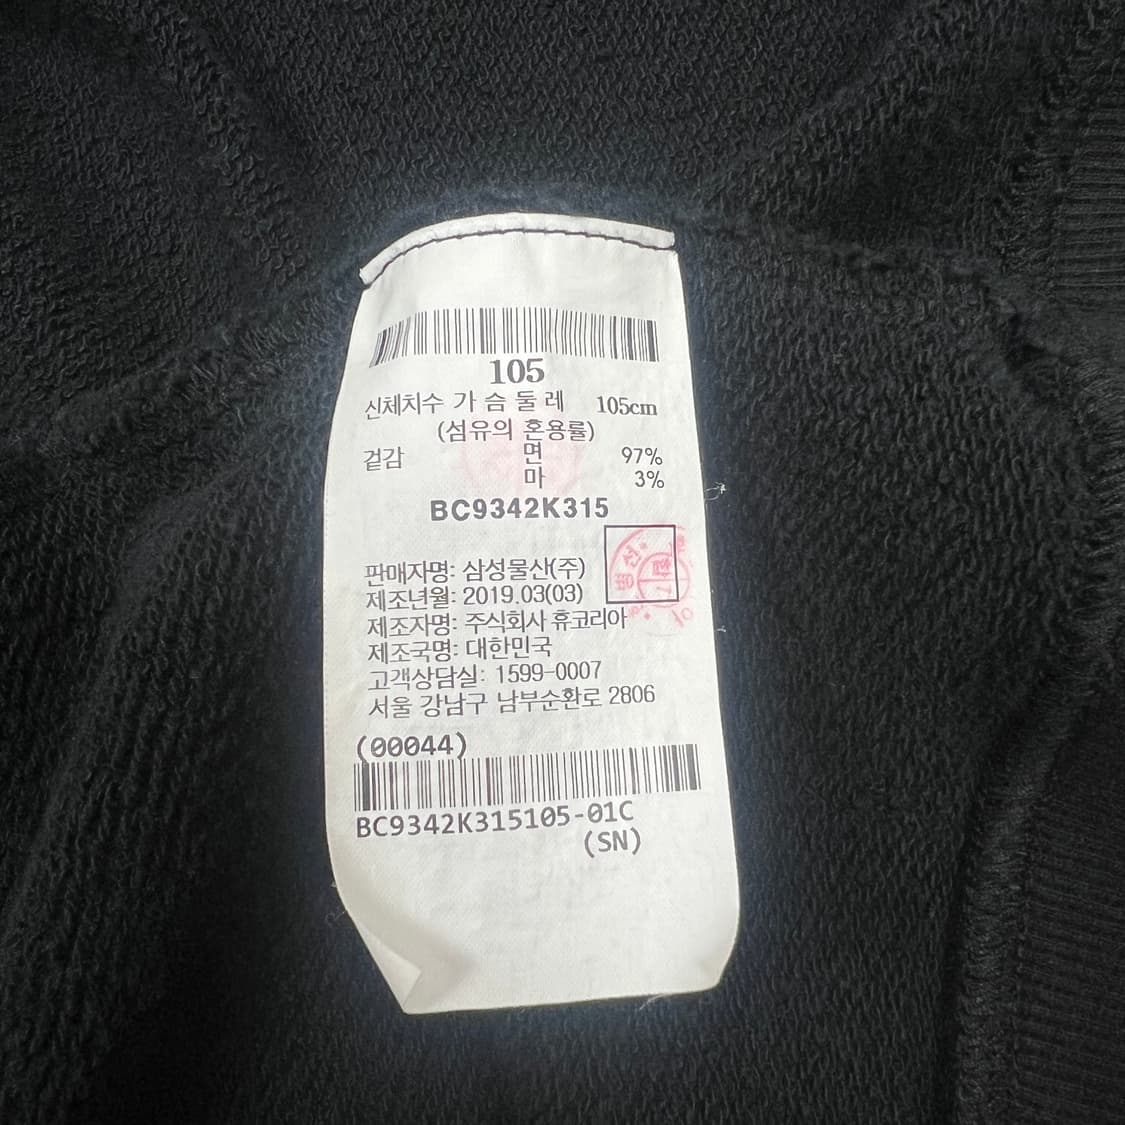 105
신체치수 가 슴 둘 레 105cm
(섬유의 혼용률)
겉감 면 97%
마 3%
BC9342K315
판매자명: 삼성물산(주)
제조년월: 2019.03(03)
제조자명: 주식회사 휴코리아
제조국명: 대한민국
고객상담실: 1599-0007
서울 강남구 남부순환로 2806
(00044)
BC9342K315105-01C
(SN)